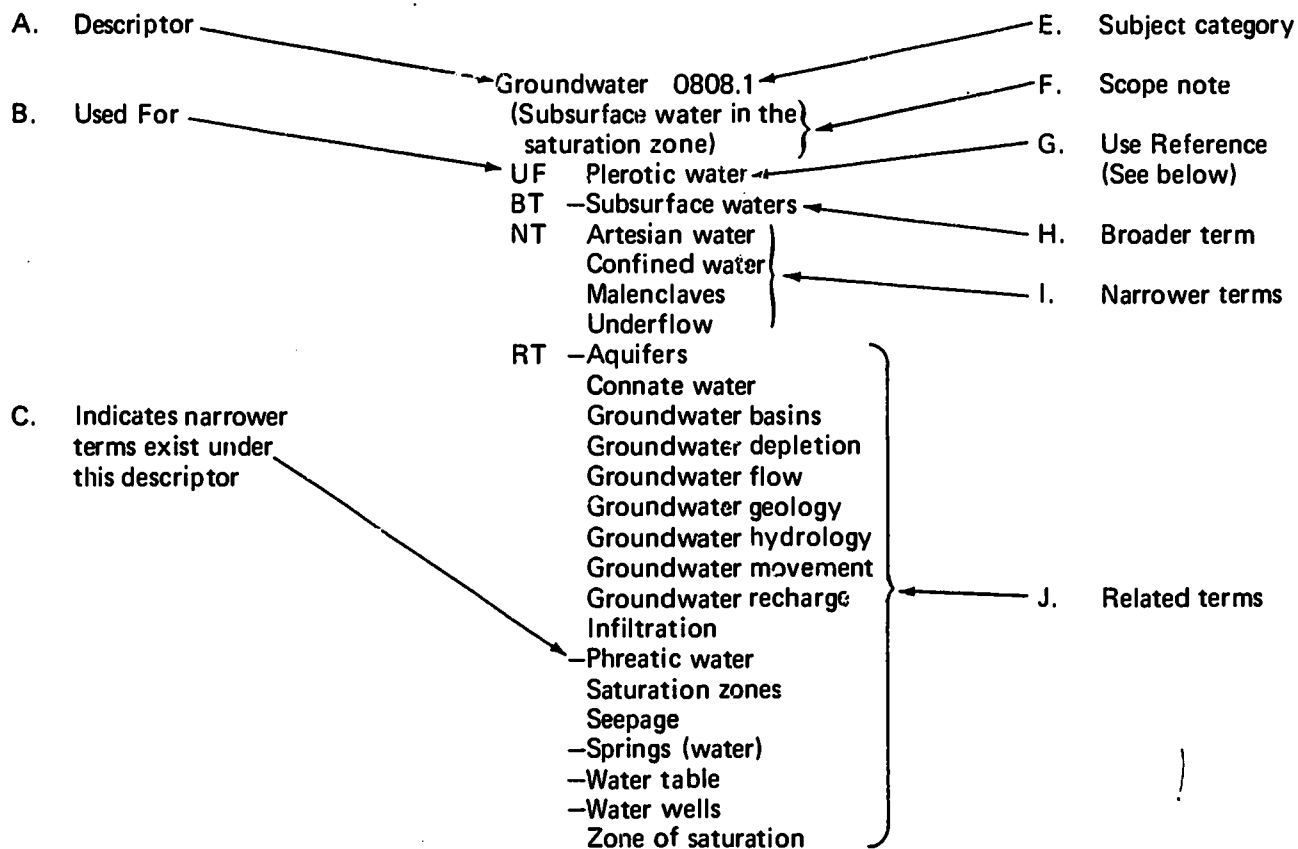 A. Descriptor
E. Subject category
Groundwater 0808.1
F. Scope note
(Subsurface water in the
B. Used For
saturation zone)
G. Use Reference
(See below)
UF Plerotic water
BT –Subsurface waters
H. Broader term
NT Artesian water
Confined water
I. Narrower terms
Malenclaves
Underflow
RT –Aquifers
Connate water
C. Indicates narrower
terms exist under
this descriptor
Groundwater basins
Groundwater depletion
Groundwater flow
Groundwater geology
Groundwater hydrology
Groundwater movement
Groundwater recharge
J. Related terms
Infiltration
–Phreatic water
Saturation zones
Seepage
–Springs (water)
–Water table
–Water wells
Zone of saturation